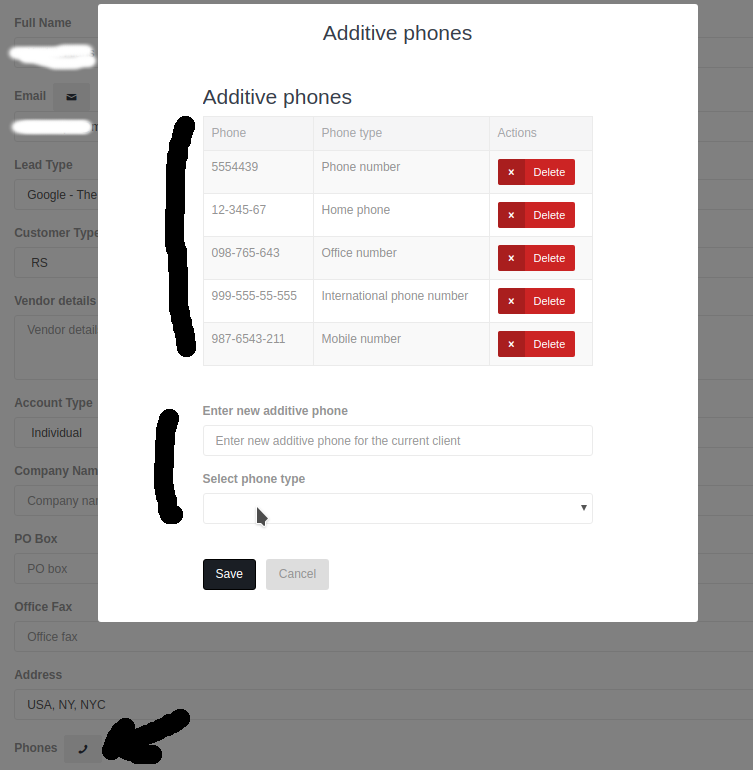 Full Name
Additive phones
Email
Additive phones
Phone Phone type Actions
5554439 Phone number × Delete
Lead Type
Google - The
12-345-67 Home phone × Delete
Customer Type
098-765-643 Office number × Delete
RS
Vendor details
999-555-55-555 International phone number × Delete
Vendor detail
987-6543-211 Mobile number × Delete
Account Type
Enter new additive phone
Individual
Enter new additive phone for the current client
Company Nam
Select phone type
Company nar
PO Box
PO box
Save Cancel
Office Fax
Office fax
Address
USA, NY, NYC
Phones